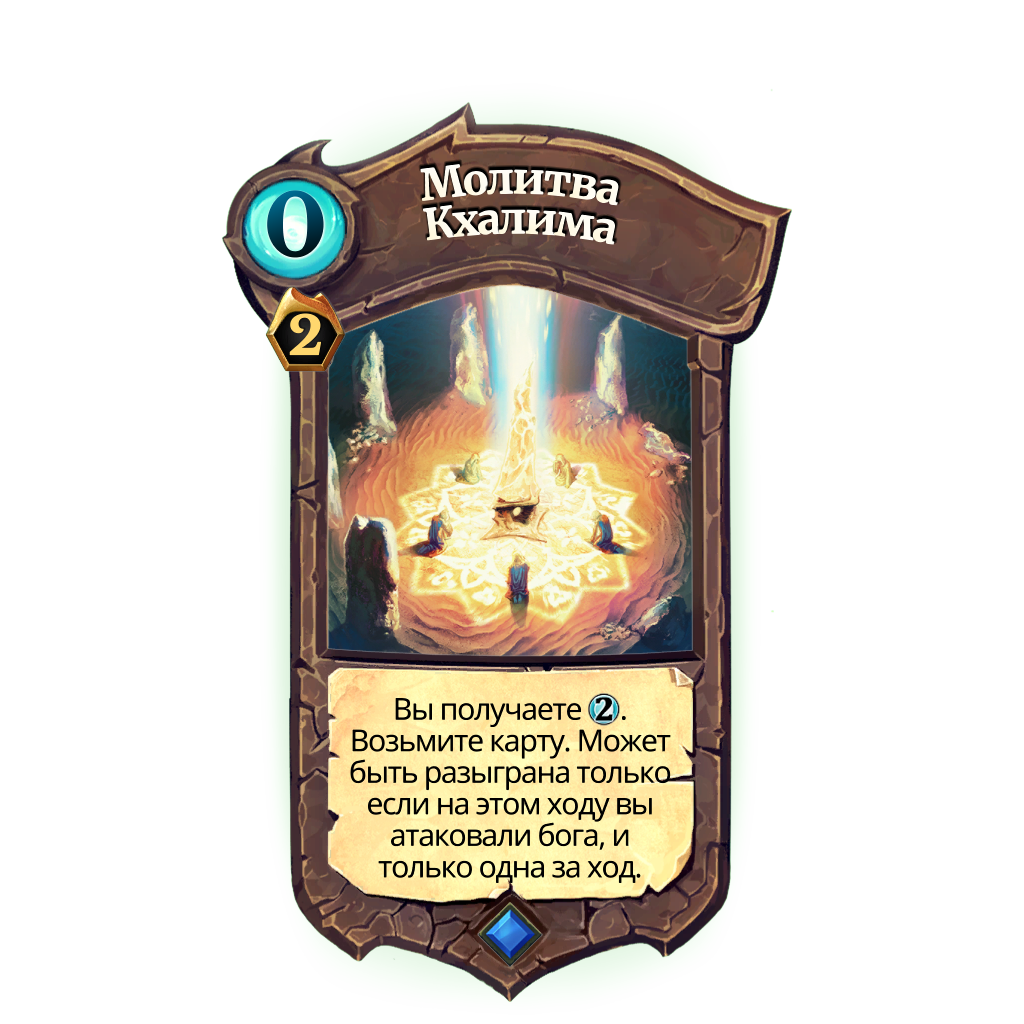 Молитва
Кхалима
0
2
Вы получаете 2.
Возьмите карту. Может
быть разыграна только
если на этом ходу вы
атаковали бога, и
только одна за ход.